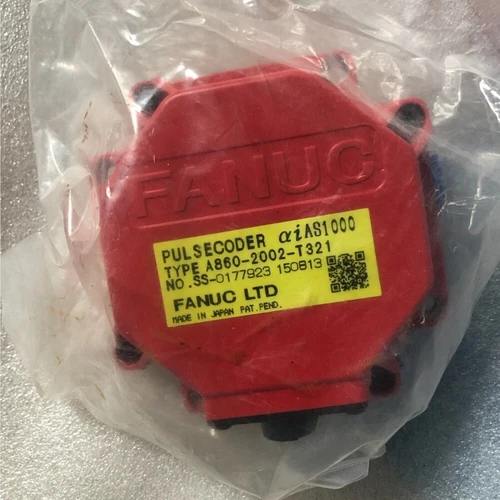 FANUC
PULSECODER αiAS1000
TYPE A860-2002-T321
NO.SS-0177923 150813
FANUC LTD
MADE IN JAPAN PAT.PEND.